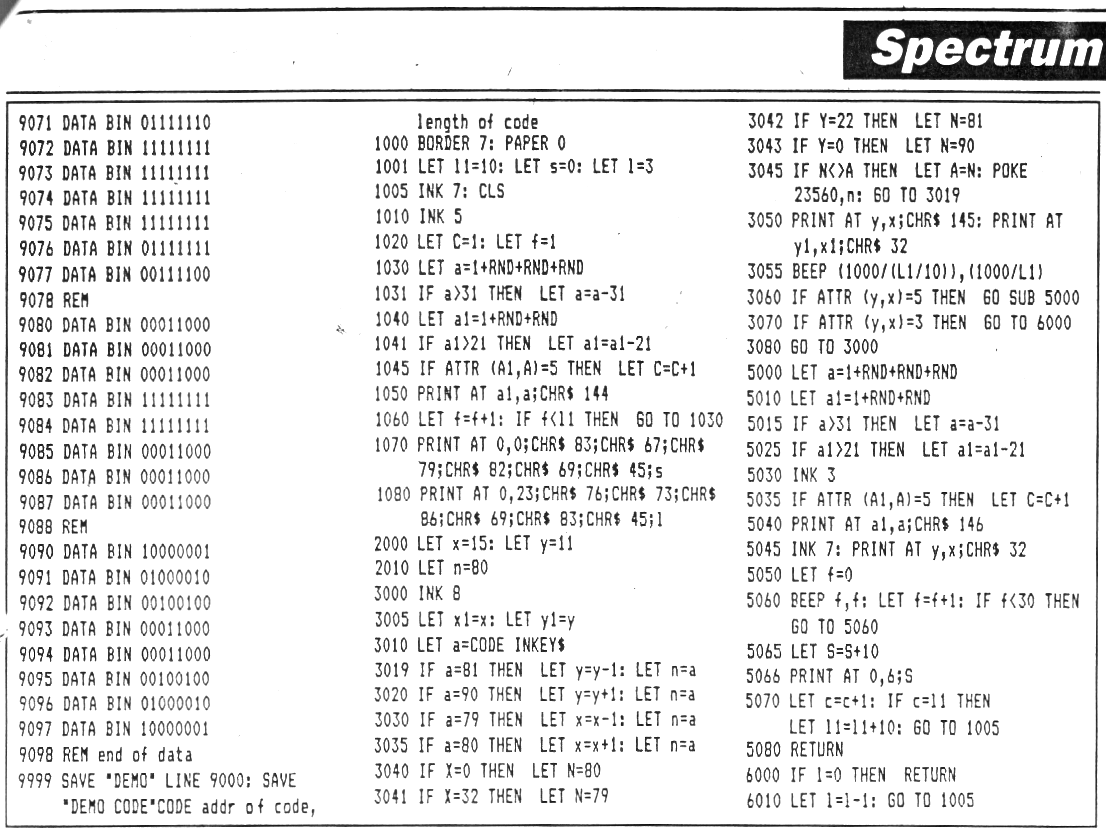 Spectrum
9071 DATA BIN 01111110
9072 DATA BIN 11111111
9073 DATA BIN 11111111
9074 DATA BIN 11111111
9075 DATA BIN 11111111
9076 DATA BIN 01111111
9077 DATA BIN 00111100
9078 REM
9080 DATA BIN 00011000
9081 DATA BIN 00011000
9082 DATA BIN 00011000
9083 DATA BIN 11111111
9084 DATA BIN 11111111
9085 DATA BIN 00011000
9086 DATA BIN 00011000
9087 DATA BIN 00011000
9088 REM
9090 DATA BIN 10000001
9091 DATA BIN 01000010
9092 DATA BIN 00100100
9093 DATA BIN 00011000
9094 DATA BIN 00011000
9095 DATA BIN 00100100
9096 DATA BIN 01000010
9097 DATA BIN 10000001
9098 REM end of data
9999 SAVE "DEMO" LINE 9000: SAVE
"DEMO CODE"CODE addr of code,
length of code
1000 BORDER 7: PAPER 0
1001 LET l1=10: LET s=0: LET l=3
1005 INK 7: CLS
1010 INK 5
1020 LET C=1: LET f=1
1030 LET a=1+RND+RND+RND
1031 IF a>31 THEN LET a=a-31
1040 LET a1=1+RND+RND
1041 IF a1>21 THEN LET a1=a1-21
1045 IF ATTR (A1,A)=5 THEN LET C=C+1
1050 PRINT AT a1,a;CHR$ 144
1060 LET f=f+1: IF f<l1 THEN GO TO 1030
1070 PRINT AT 0,0;CHR$ 83;CHR$ 67;CHR$
79;CHR$ 82;CHR$ 69;CHR$ 45;s
1080 PRINT AT 0,23;CHR$ 76;CHR$ 73;CHR$
86;CHR$ 69;CHR$ 83;CHR$ 45;l
2000 LET x=15: LET y=11
2010 LET n=80
3000 INK 8
3005 LET x1=x: LET y1=y
3010 LET a=CODE INKEY$
3019 IF a=81 THEN LET y=y-1: LET n=a
3020 IF a=90 THEN LET y=y+1: LET n=a
3030 IF a=79 THEN LET x=x-1: LET n=a
3035 IF a=80 THEN LET x=x+1: LET n=a
3040 IF X=0 THEN LET N=80
3041 IF X=32 THEN LET N=79
3042 IF Y=22 THEN LET N=81
3043 IF Y=0 THEN LET N=90
3045 IF N<>A THEN LET A=N: POKE
23560,n: GO TO 3019
3050 PRINT AT y,x;CHR$ 145: PRINT AT
y1,x1;CHR$ 32
3055 BEEP (1000/(L1/10)),(1000/L1)
3060 IF ATTR (y,x)=5 THEN GO SUB 5000
3070 IF ATTR (y,x)=3 THEN GO TO 6000
3080 GO TO 3000
5000 LET a=1+RND+RND+RND
5010 LET a1=1+RND+RND
5015 IF a>31 THEN LET a=a-31
5025 IF a1>21 THEN LET a1=a1-21
5030 INK 3
5035 IF ATTR (A1,A)=5 THEN LET C=C+1
5040 PRINT AT a1,a;CHR$ 146
5045 INK 7: PRINT AT y,x;CHR$ 32
5050 LET f=0
5060 BEEP f,f: LET f=f+1: IF f<30 THEN
GO TO 5060
5065 LET S=S+10
5066 PRINT AT 0,6;S
5070 LET c=c+1: IF c=l1 THEN
LET l1=l1+10: GO TO 1005
5080 RETURN
6000 IF l=0 THEN RETURN
6010 LET l=l-1: GO TO 1005